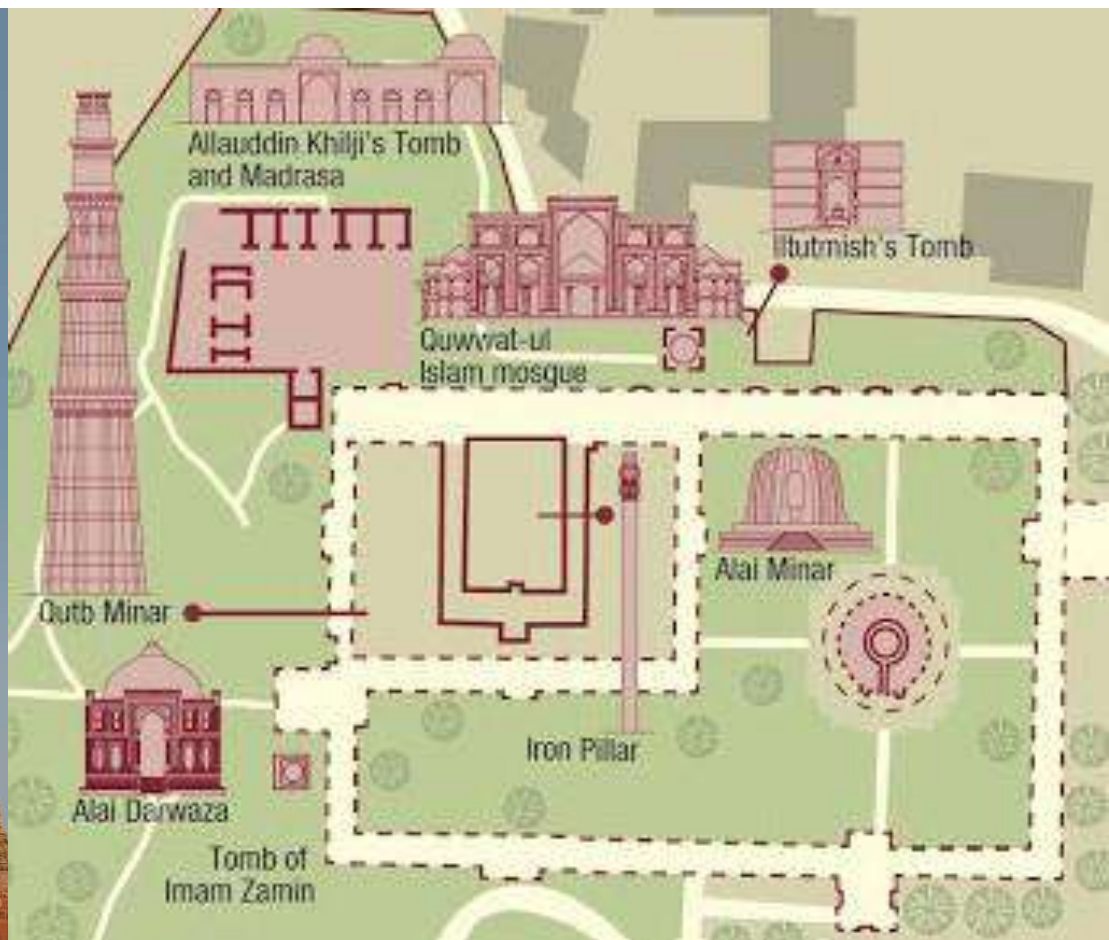 Allauddin Khilji's Tomb
and Madrasa
Iltutmish's Tomb
Quwwat-ul
Islam mosque
Alai Minar
Qutb Minar
Iron Pillar
Alai Darwaza
Tomb of
Imam Zamin